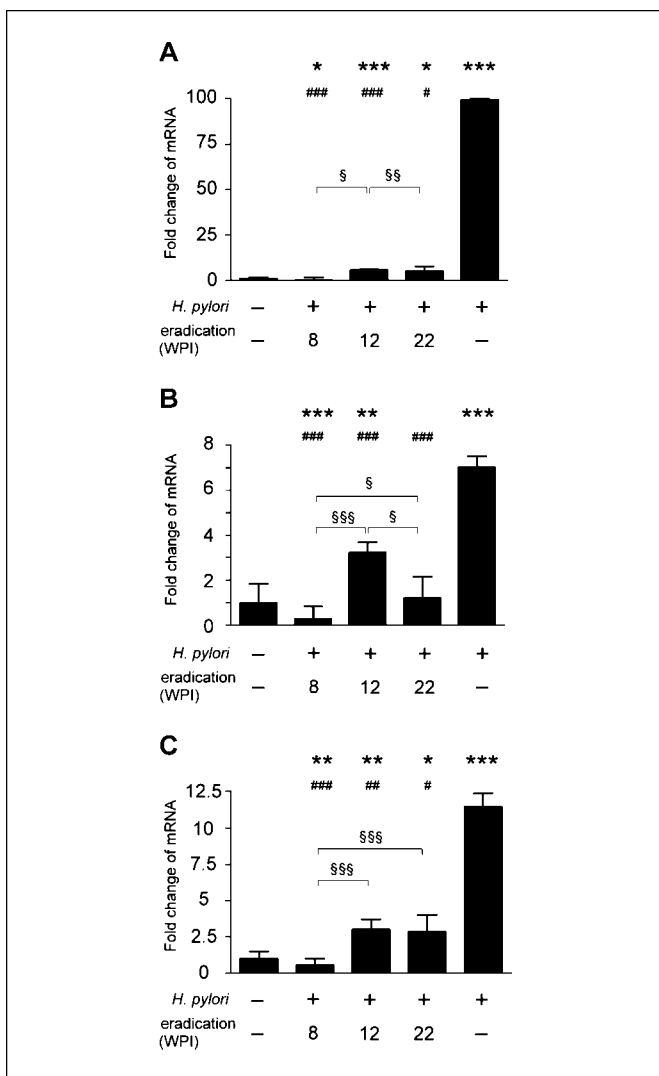 A
* *** * ***
### ### #
Fold change of mRNA
100
75
50
25
0
§ §§
H. pylori – + + + +
eradication (WPI) – 8 12 22 –
B
*** ** ***
### ### ###
Fold change of mRNA
8
6
4
2
0
§
§§§ §
H. pylori – + + + +
eradication (WPI) – 8 12 22 –
C
** ** * ***
### ## #
Fold change of mRNA
12.5
10
5
2.5
0
§§§
§§§
H. pylori – + + + +
eradication (WPI) – 8 12 22 –